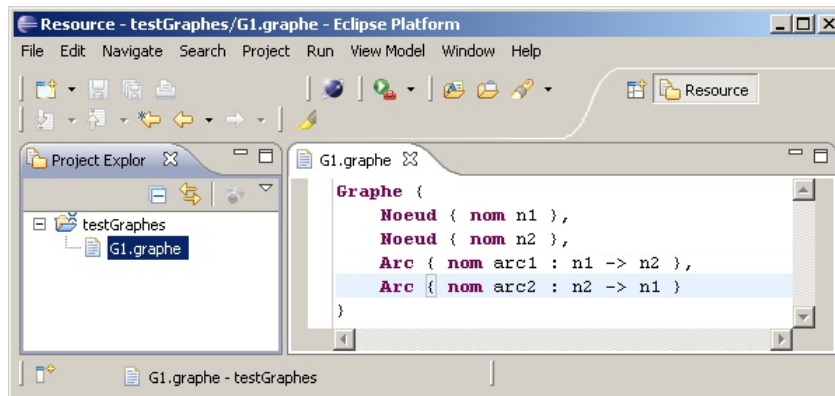 Resource - testGraphes/G1.graphe - Eclipse Platform
File Edit Navigate Search Project Run View Model Window Help
Resource
Project Explor
G1.graphe
testGraphes
G1.graphe
Graphe {
Noeud { nom n1 },
Noeud { nom n2 },
Arc { nom arc1 : n1 -> n2 },
Arc { nom arc2 : n2 -> n1 }
}
G1.graphe - testGraphes